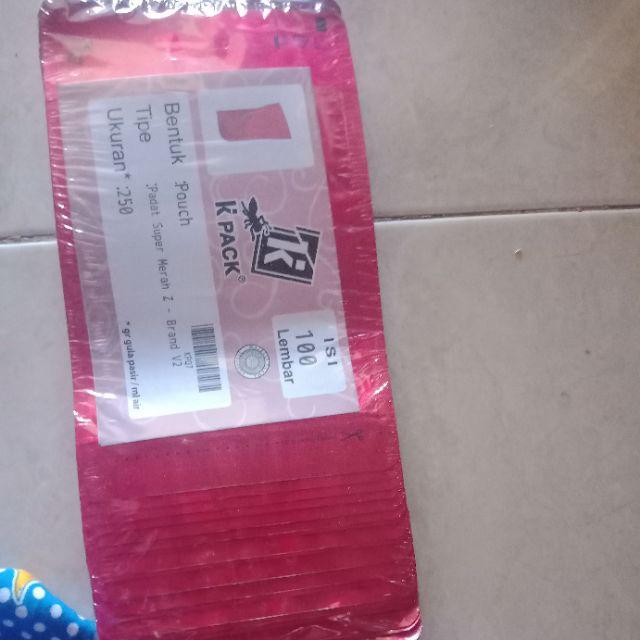 K PACK®
ISI
100
Lembar
Bentuk :Pouch
Tipe :Padat Super Merah Z - Brand V2
Ukuran* :250
* gr gula pasir / ml air